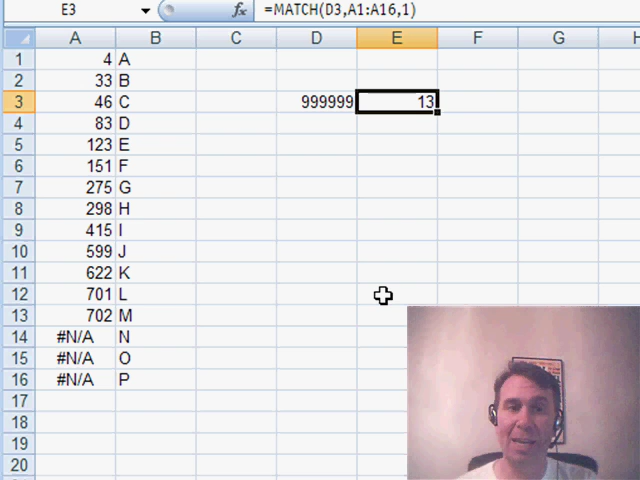 E3 fx =MATCH(D3,A1:A16,1)
A B C D E F G H
1 4 A
2 33 B
3 46 C 999999 13
4 83 D
5 123 E
6 151 F
7 275 G
8 298 H
9 415 I
10 599 J
11 622 K
12 701 L
13 702 M
14 #N/A N
15 #N/A O
16 #N/A P
17
18
19
20